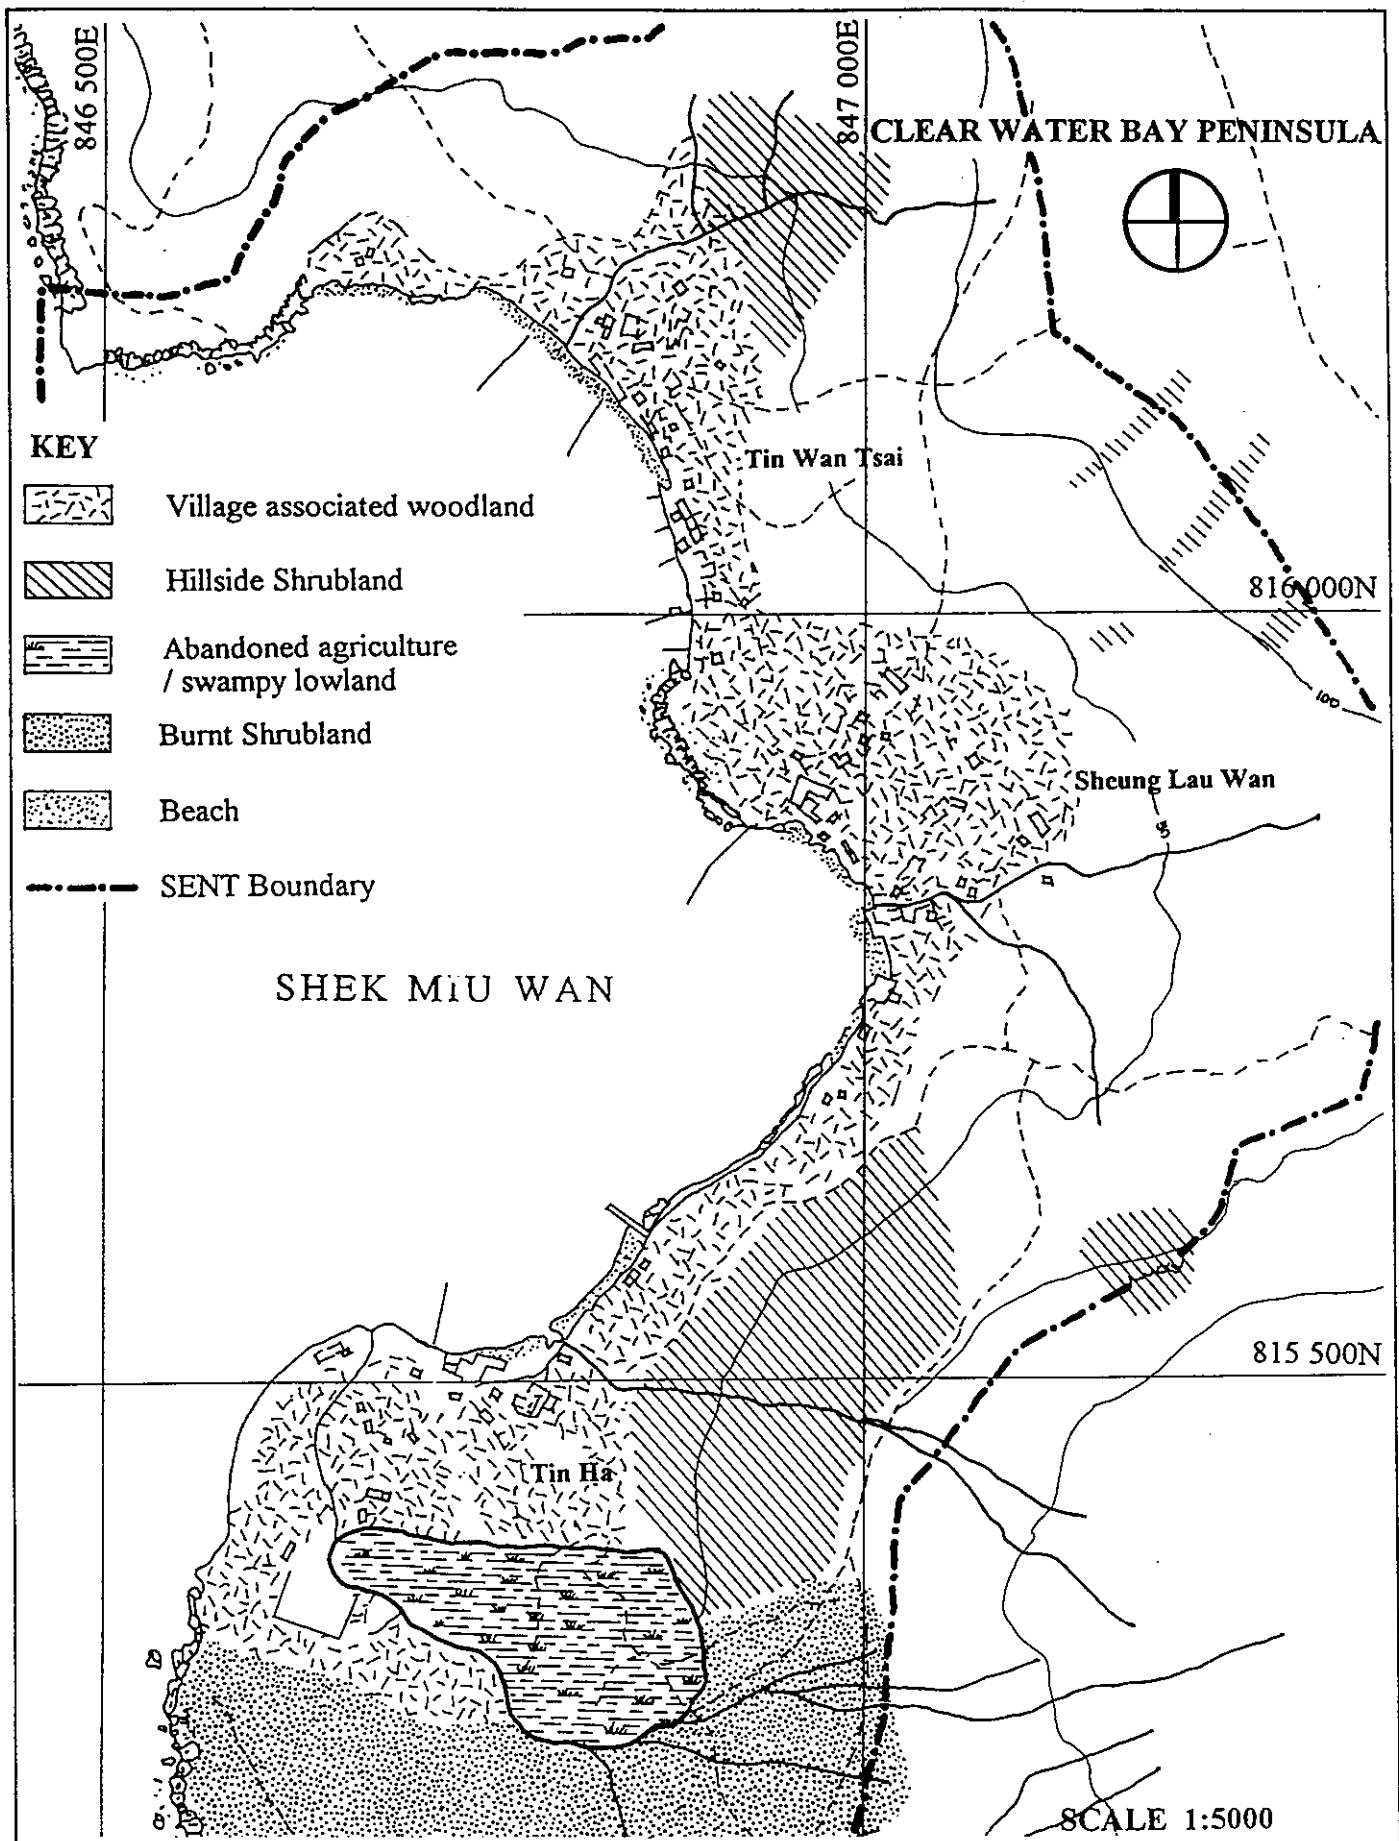 846 500E
847 000E
CLEAR WATER BAY PENINSULA
KEY
Tin Wan Tsai
Village associated woodland
Hillside Shrubland
816 000N
Abandoned agriculture
/ swampy lowland
100
Burnt Shrubland
Sheung Lau Wan
Beach
SENT Boundary
SHEK MIU WAN
815 500N
Tin Ha
SCALE 1:5000